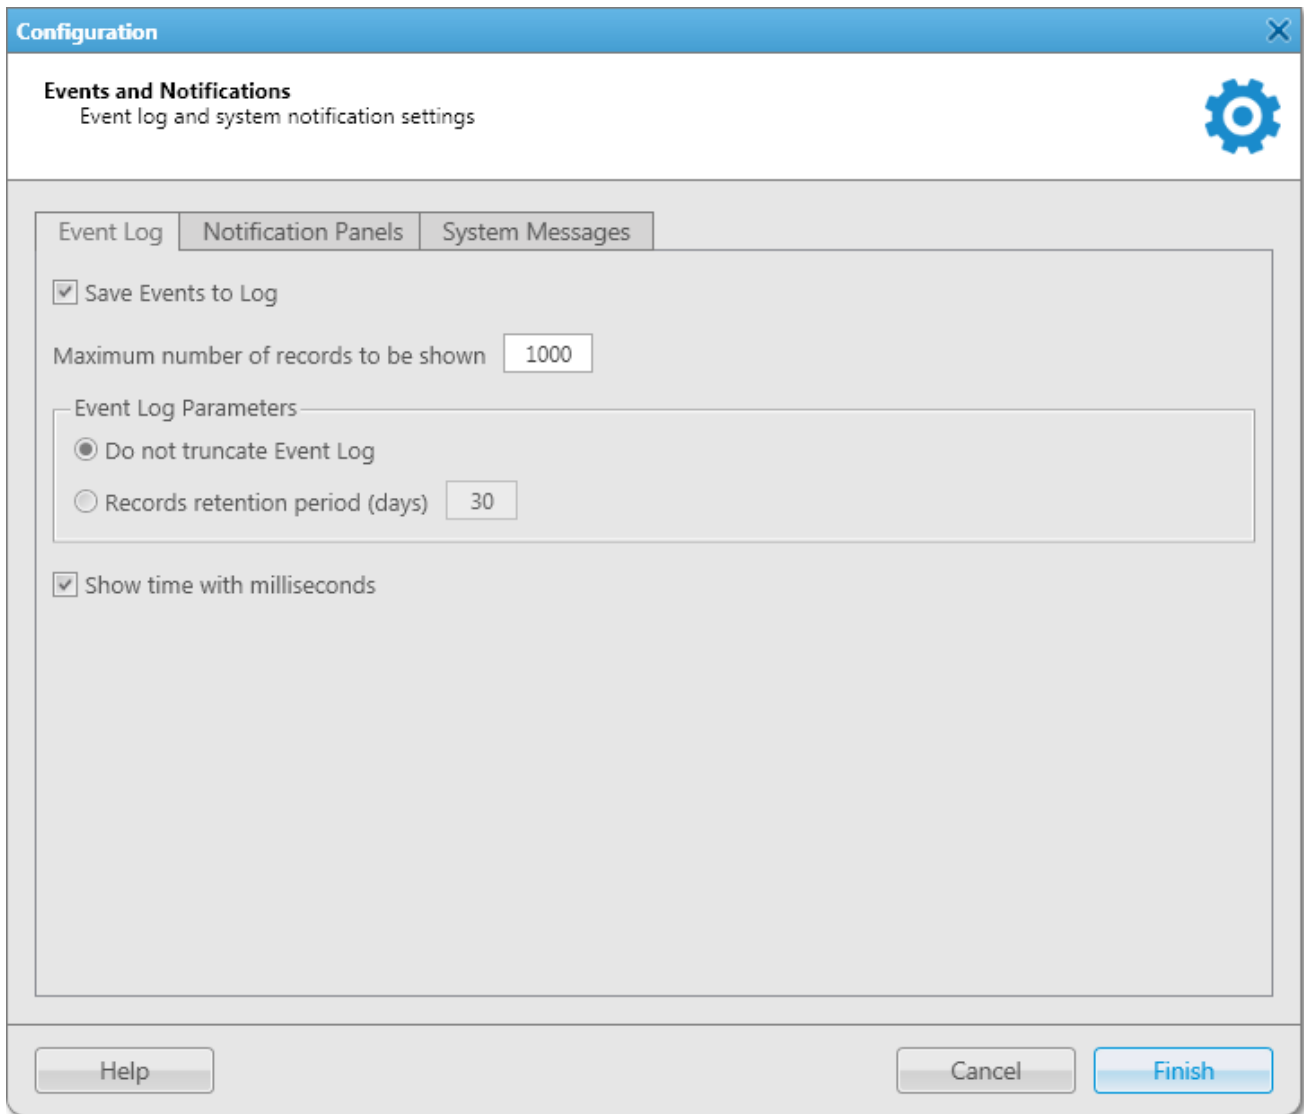 Configuration
Events and Notifications
Event log and system notification settings
Event Log Notification Panels System Messages
Save Events to Log
Maximum number of records to be shown 1000
Event Log Parameters
Do not truncate Event Log
Records retention period (days) 30
Show time with milliseconds
Help Cancel Finish